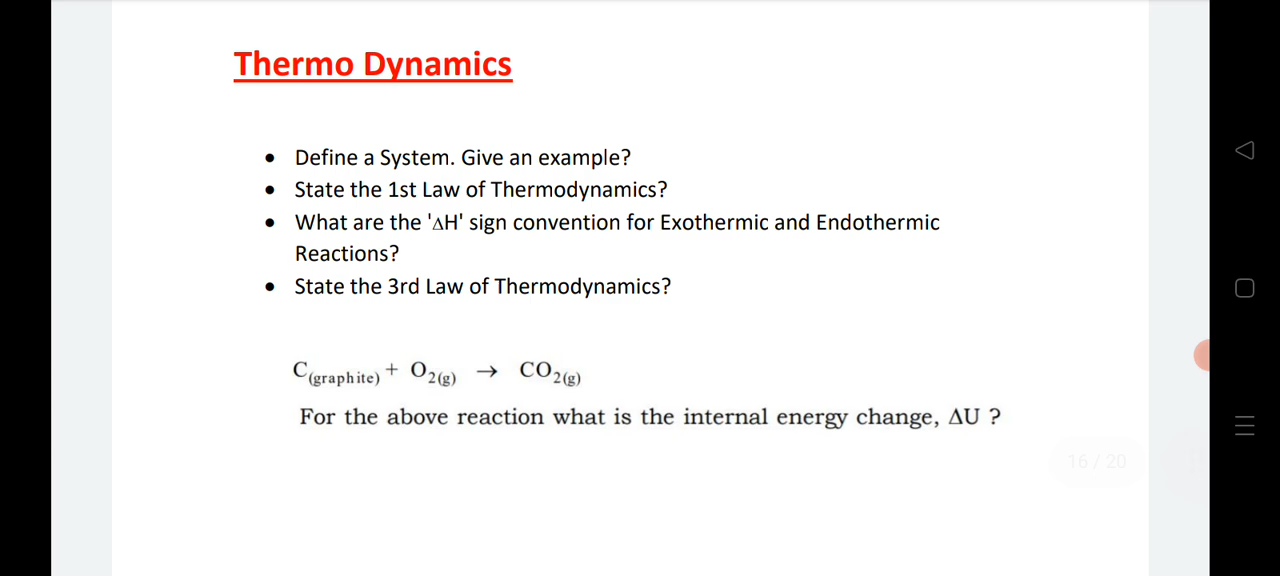 Thermo Dynamics
• Define a System. Give an example?
• State the 1st Law of Thermodynamics?
• What are the '∆H' sign convention for Exothermic and Endothermic
Reactions?
• State the 3rd Law of Thermodynamics?
C(graphite) + O2(g) → CO2(g)
For the above reaction what is the internal energy change, ∆U ?
16 / 20